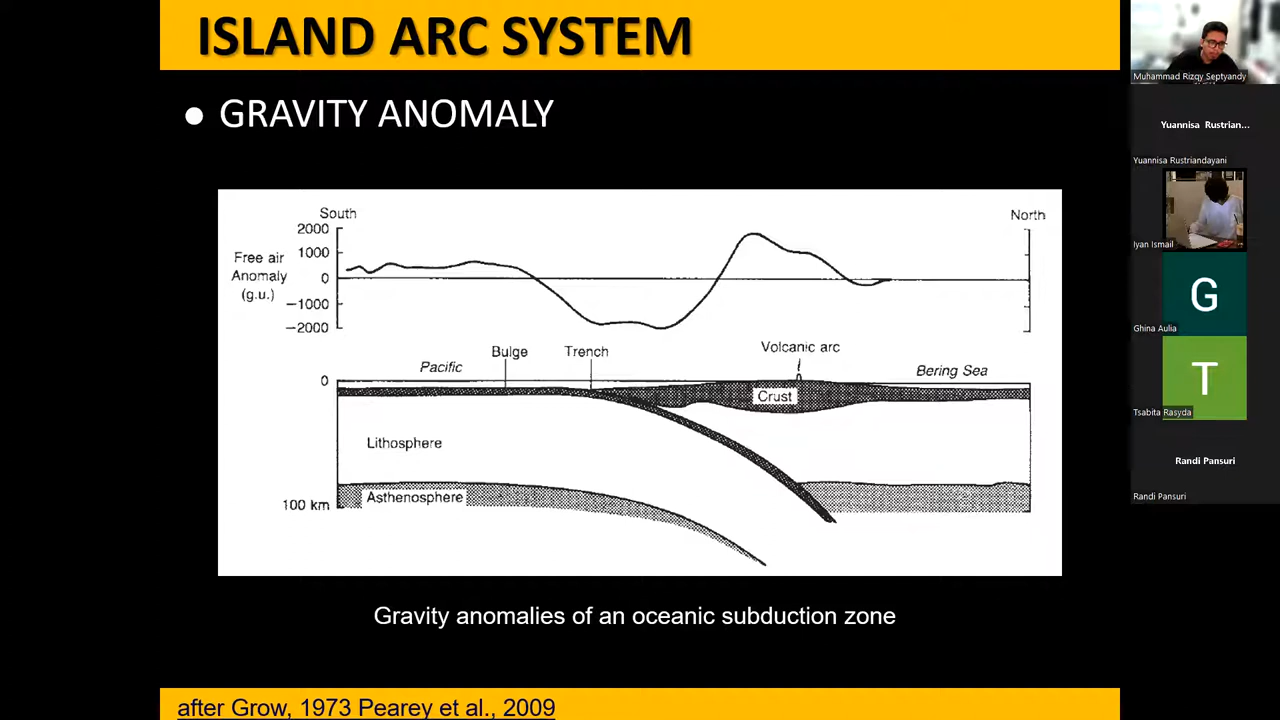 ISLAND ARC SYSTEM
● GRAVITY ANOMALY
South
North
2000
1000
0
−1000
−2000
Free air
Anomaly
(g.u.)
Bulge
Trench
Volcanic arc
Pacific
Bering Sea
0
Crust
Lithosphere
Asthenosphere
100 km
Gravity anomalies of an oceanic subduction zone
after Grow, 1973 Pearey et al., 2009
Muhammad Rizqy Septyandy
Yuannisa Rustrian...
Yuannisa Rustriandayani
Iyan Ismail
G
Ghina Aulia
T
Tsabita Rasyda
Randi Pansuri
Randi Pansuri